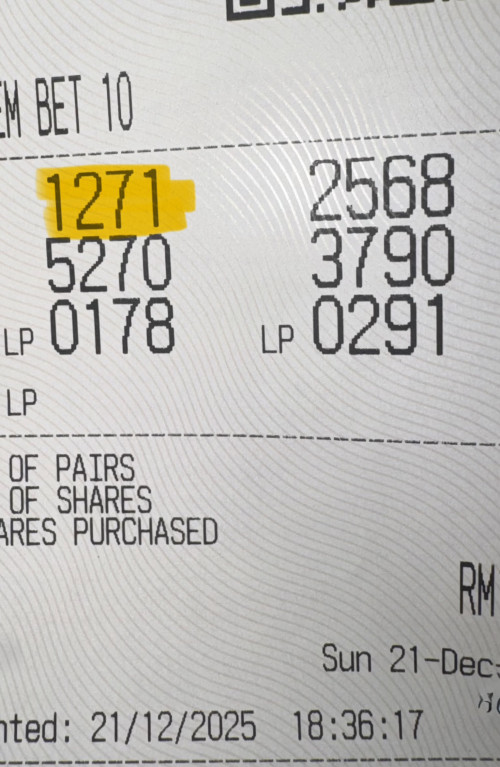 EM BET 10
1271 2568
5270 3790
LP 0178 LP 0291
LP
OF PAIRS
OF SHARES
ARES PURCHASED
RM
Sun 21-Dec
nted: 21/12/2025 18:36:17